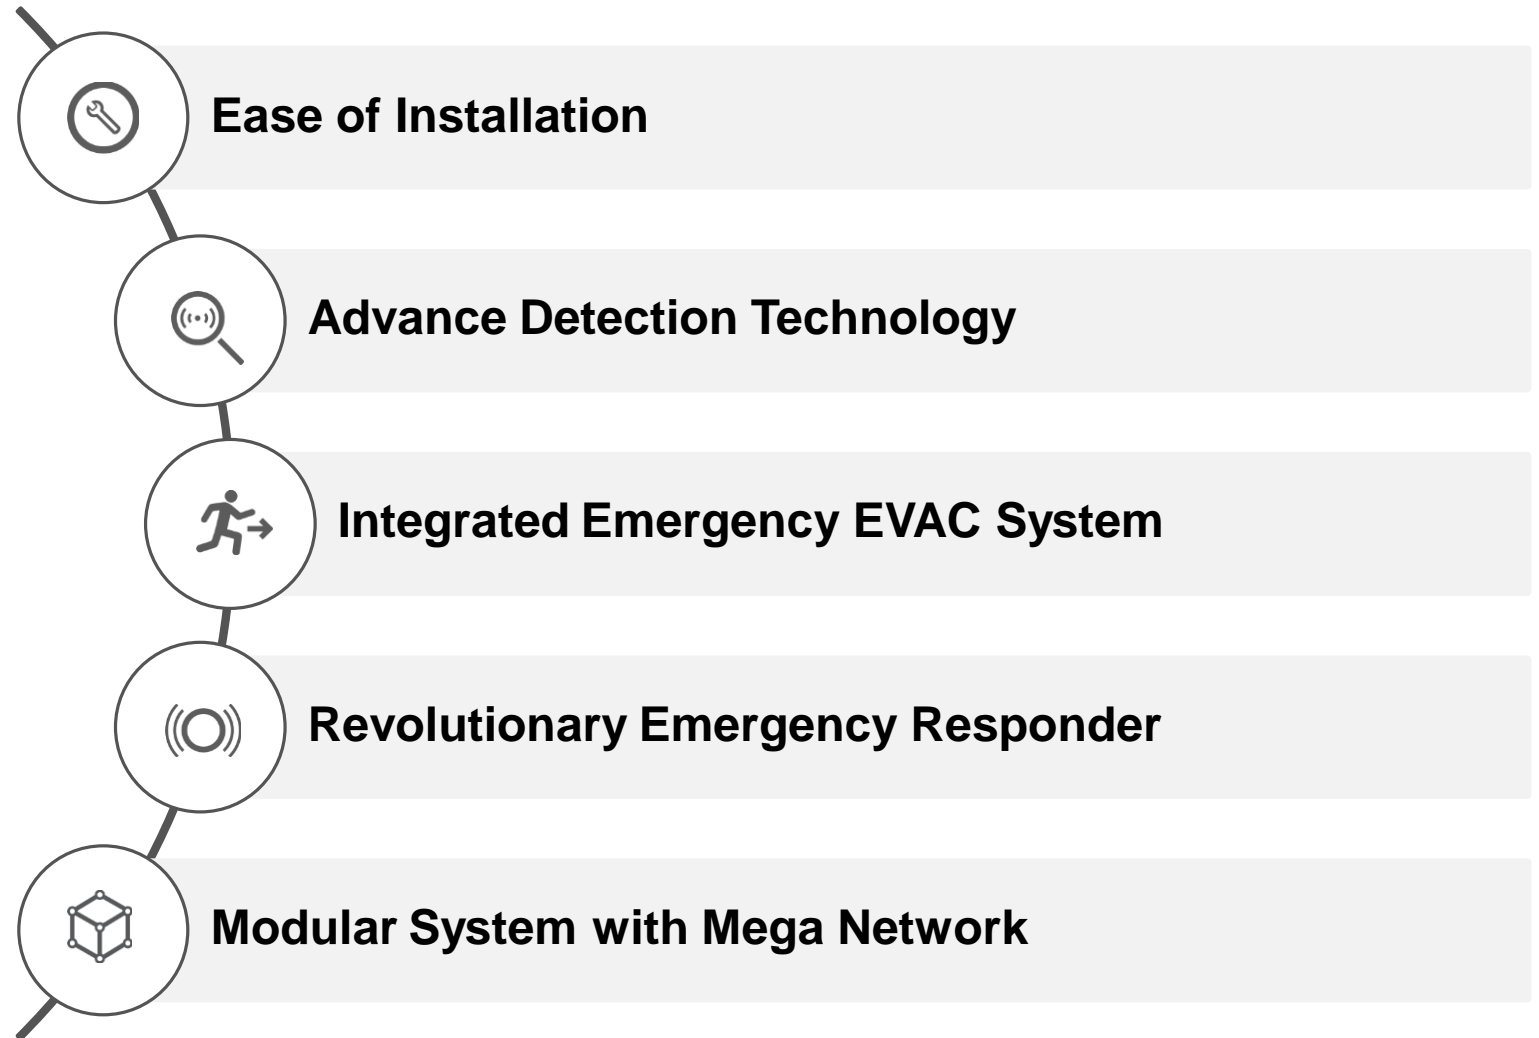 Ease of Installation
Advance Detection Technology
Integrated Emergency EVAC System
Revolutionary Emergency Responder
Modular System with Mega Network